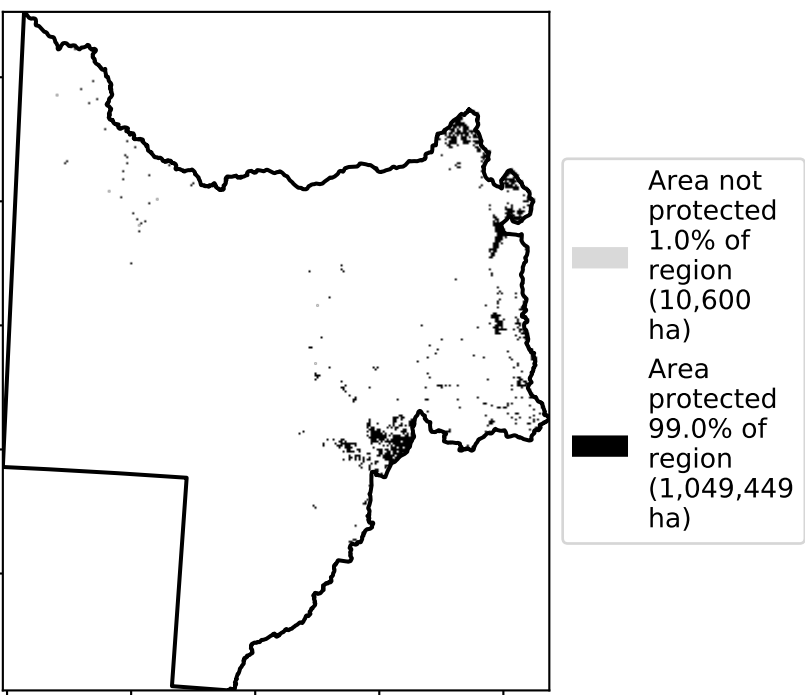 Area not
protected
1.0% of
region
(10,600
ha)
Area
protected
99.0% of
region
(1,049,449
ha)